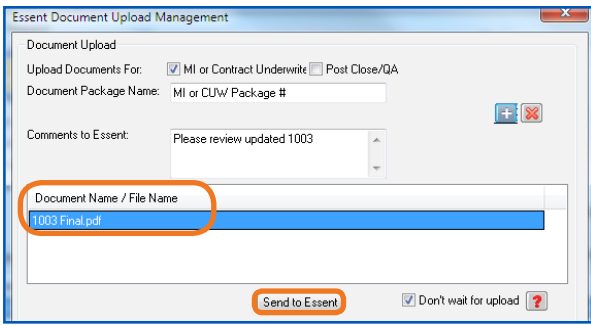 Essent Document Upload Management
Document Upload
Upload Documents For: MI or Contract Underwrite Post Close/QA
Document Package Name: MI or CUW Package #
Comments to Essent: Please review updated 1003
Document Name / File Name
1003 Final.pdf
Send to Essent Don't wait for upload ?